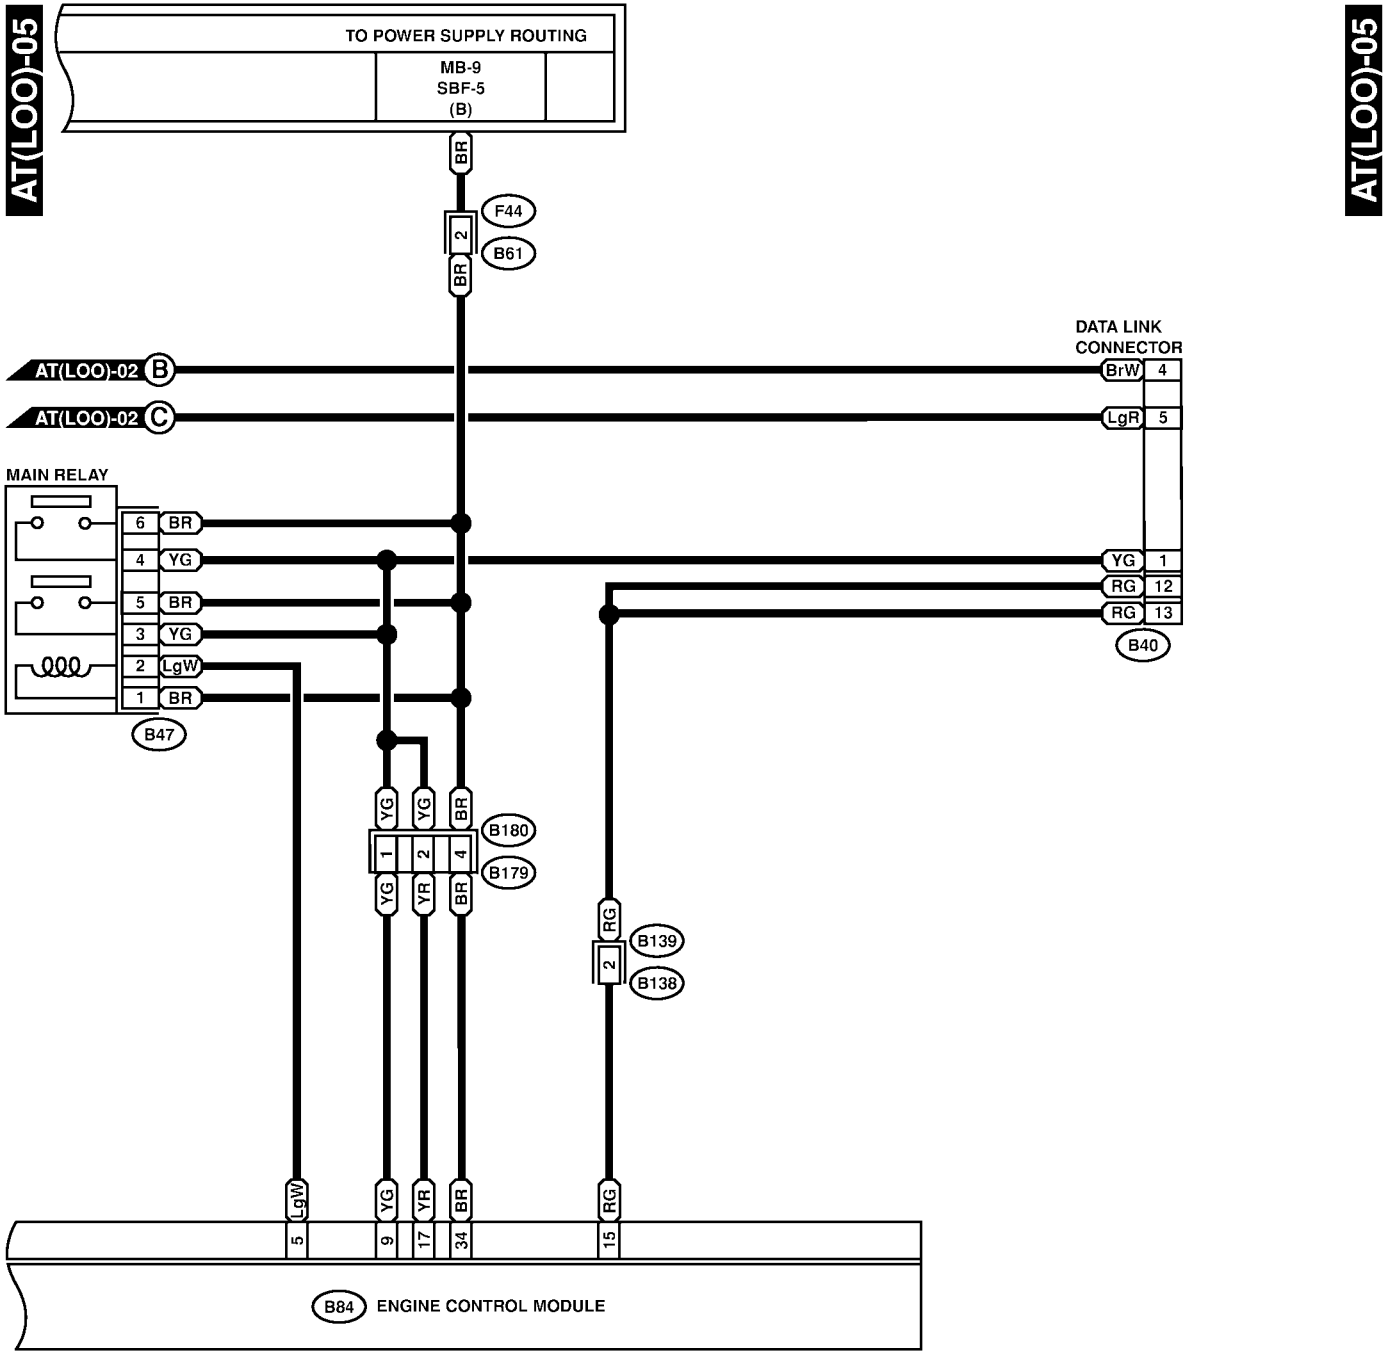 AT(LOO)-05
AT(LOO)-05
TO POWER SUPPLY ROUTING
MB-9
SBF-5
(B)
BR
F44
2
B61
BR
DATA LINK
CONNECTOR
AT(LOO)-02 B
BrW 4
AT(LOO)-02 C
LgR 5
MAIN RELAY
6 BR
4 YG
YG 1
RG 12
5 BR
RG 13
3 YG
B40
2 LgW
1 BR
B47
YG YG BR
B180
1 2 4
B179
YG YR BR
RG
B139
2
B138
LgW YG YR BR RG
5 9 17 34 15
B84 ENGINE CONTROL MODULE